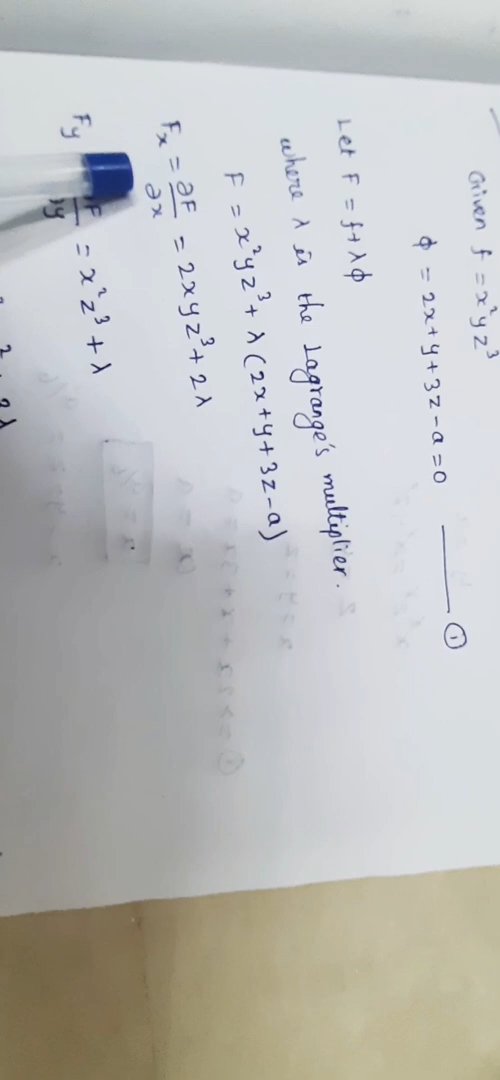 Given f = x²yz³
φ = 2x+y+3z-a=0 ——— ①
Let F = f+λφ
where λ is the Lagrange's multiplier.
F = x²yz³ + λ(2x+y+3z-a)
Fx = ∂F/∂x = 2xyz³+2λ
Fy ∂F/∂y = x²z³+λ